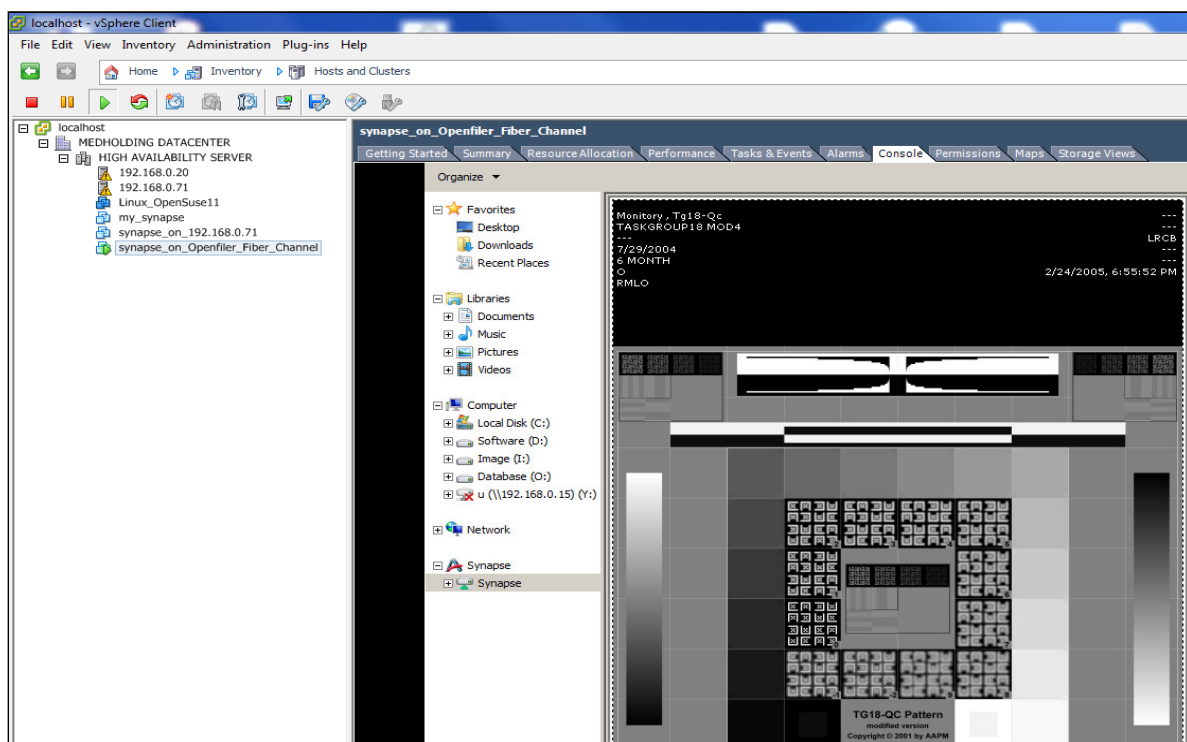 localhost - vSphere Client
File Edit View Inventory Administration Plug-ins Help
Home Inventory Hosts and Clusters
localhost
MEDHOLDING DATACENTER
HIGH AVAILABILITY SERVER
192.168.0.20
192.168.0.71
Linux_OpenSuse11
my_synapse
synapse_on_192.168.0.71
synapse_on_Openfiler_Fiber_Channel
synapse_on_Openfiler_Fiber_Channel
Getting Started Summary Resource Allocation Performance Tasks & Events Alarms Console Permissions Maps Storage Views
Organize
Favorites
Desktop
Downloads
Recent Places
Libraries
Documents
Music
Pictures
Videos
Computer
Local Disk (C:)
Software (D:)
Image (I:)
Database (O:)
u (\\192.168.0.15) (Y:)
Network
Synapse
Synapse
Monitory , Tg18-Qc ---
TASKGROUP18 MOD4 ---
--- LRCB
7/29/2004 ---
6 MONTH ---
O 2/24/2005, 6:55:52 PM
RMLO
TG18-QC Pattern
modified version
Copyright © 2001 by AAPM